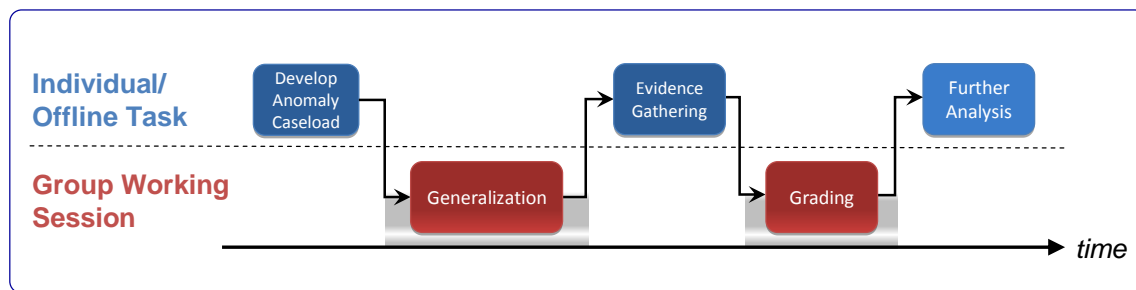 Individual/
Offline Task
Develop
Anomaly
Caseload
Evidence
Gathering
Further
Analysis
Group Working
Session
Generalization
Grading
time